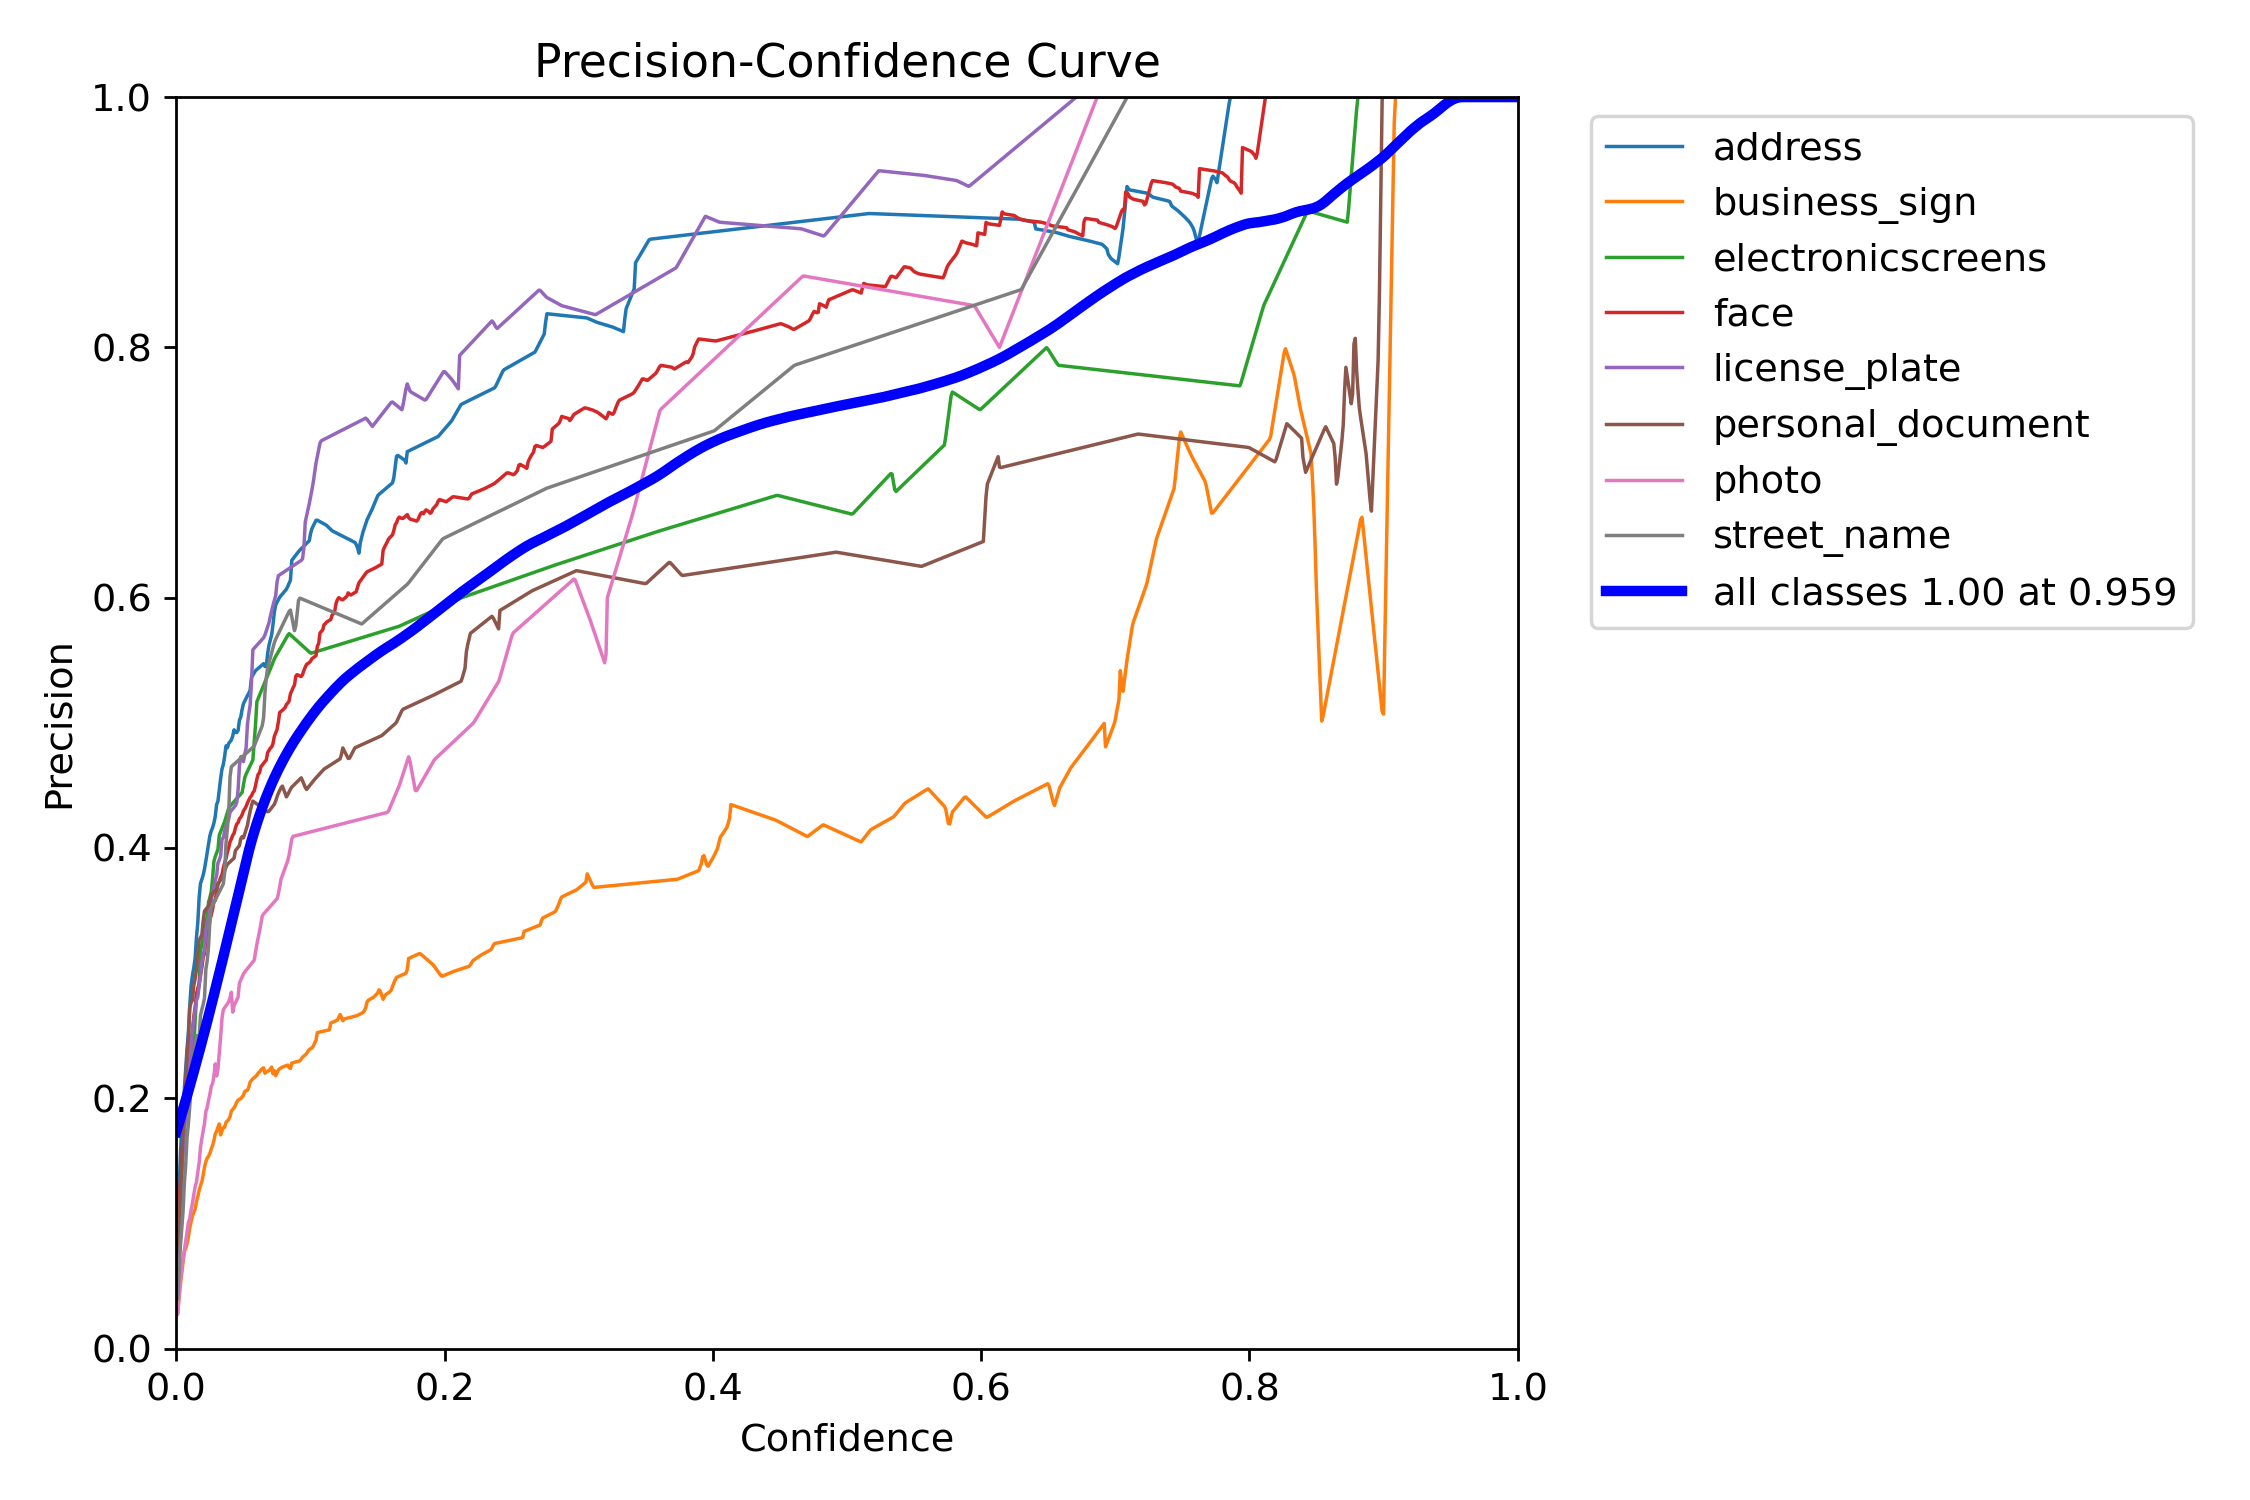 Precision-Confidence Curve
1.0
0.8
0.6
0.4
0.2
0.0
Precision
0.0 0.2 0.4 0.6 0.8 1.0
Confidence
address
business_sign
electronicscreens
face
license_plate
personal_document
photo
street_name
all classes 1.00 at 0.959